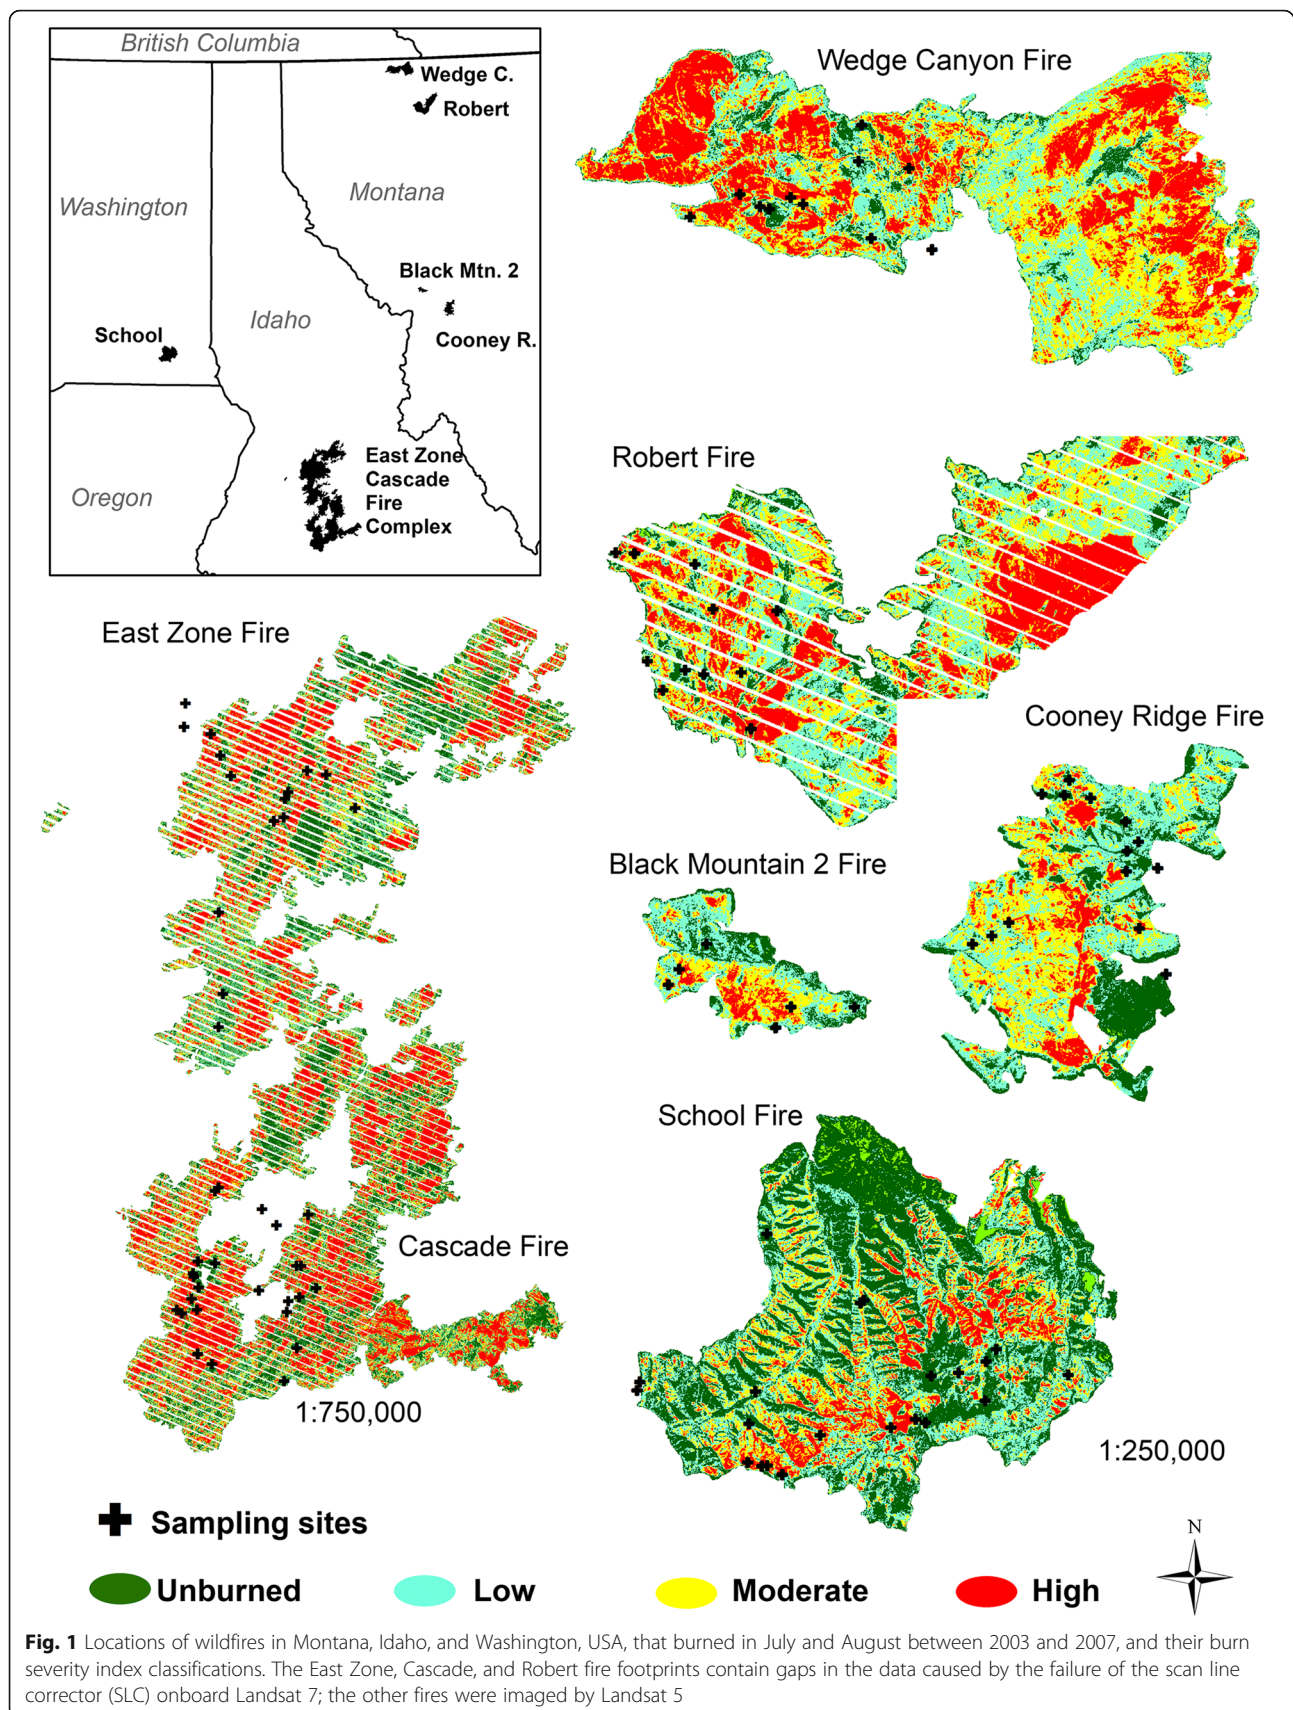 British Columbia
Wedge C.
Robert
Washington
Montana
Black Mtn. 2
Idaho
School
Cooney R.
East Zone
Cascade
Fire
Complex
Oregon
Wedge Canyon Fire
Robert Fire
East Zone Fire
Cooney Ridge Fire
Black Mountain 2 Fire
School Fire
Cascade Fire
1:750,000
1:250,000
Sampling sites
N
Unburned
Low
Moderate
High
Fig. 1 Locations of wildfires in Montana, Idaho, and Washington, USA, that burned in July and August between 2003 and 2007, and their burn
severity index classifications. The East Zone, Cascade, and Robert fire footprints contain gaps in the data caused by the failure of the scan line
corrector (SLC) onboard Landsat 7; the other fires were imaged by Landsat 5